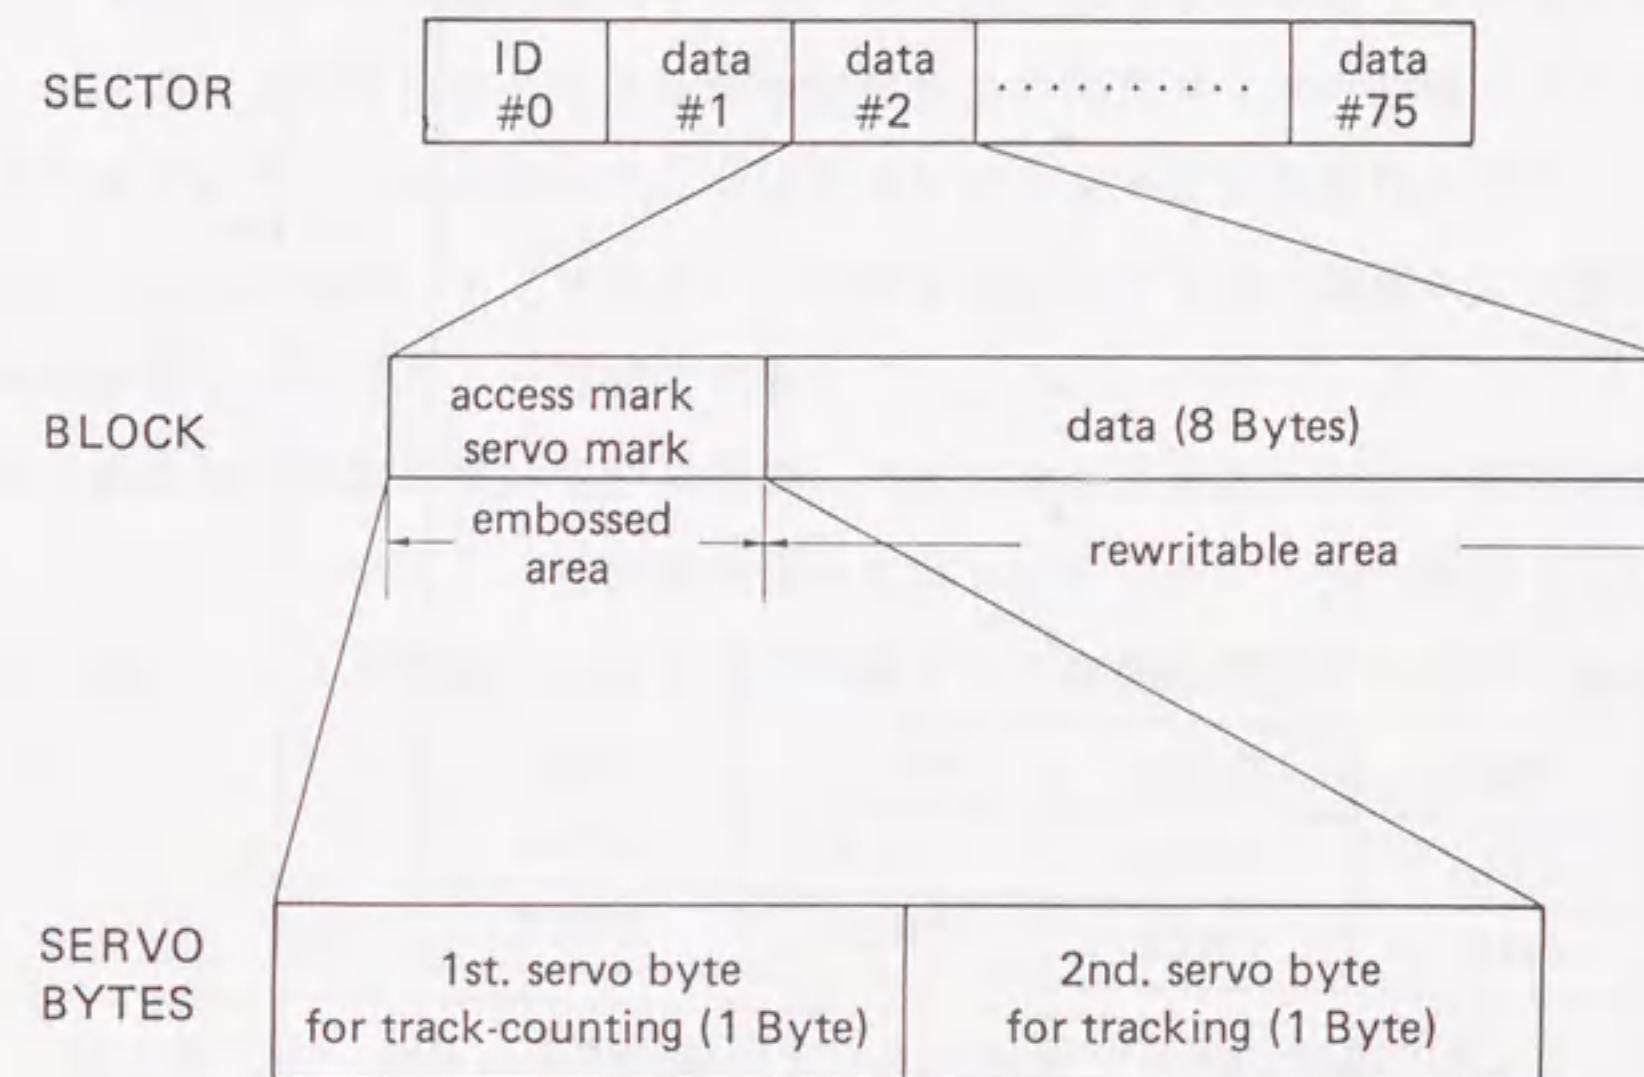 SECTOR
ID
#0
data
#1
data
#2
..........
data
#75
BLOCK
access mark
servo mark
data (8 Bytes)
embossed
area
rewritable area
SERVO
BYTES
1st. servo byte
for track-counting (1 Byte)
2nd. servo byte
for tracking (1 Byte)